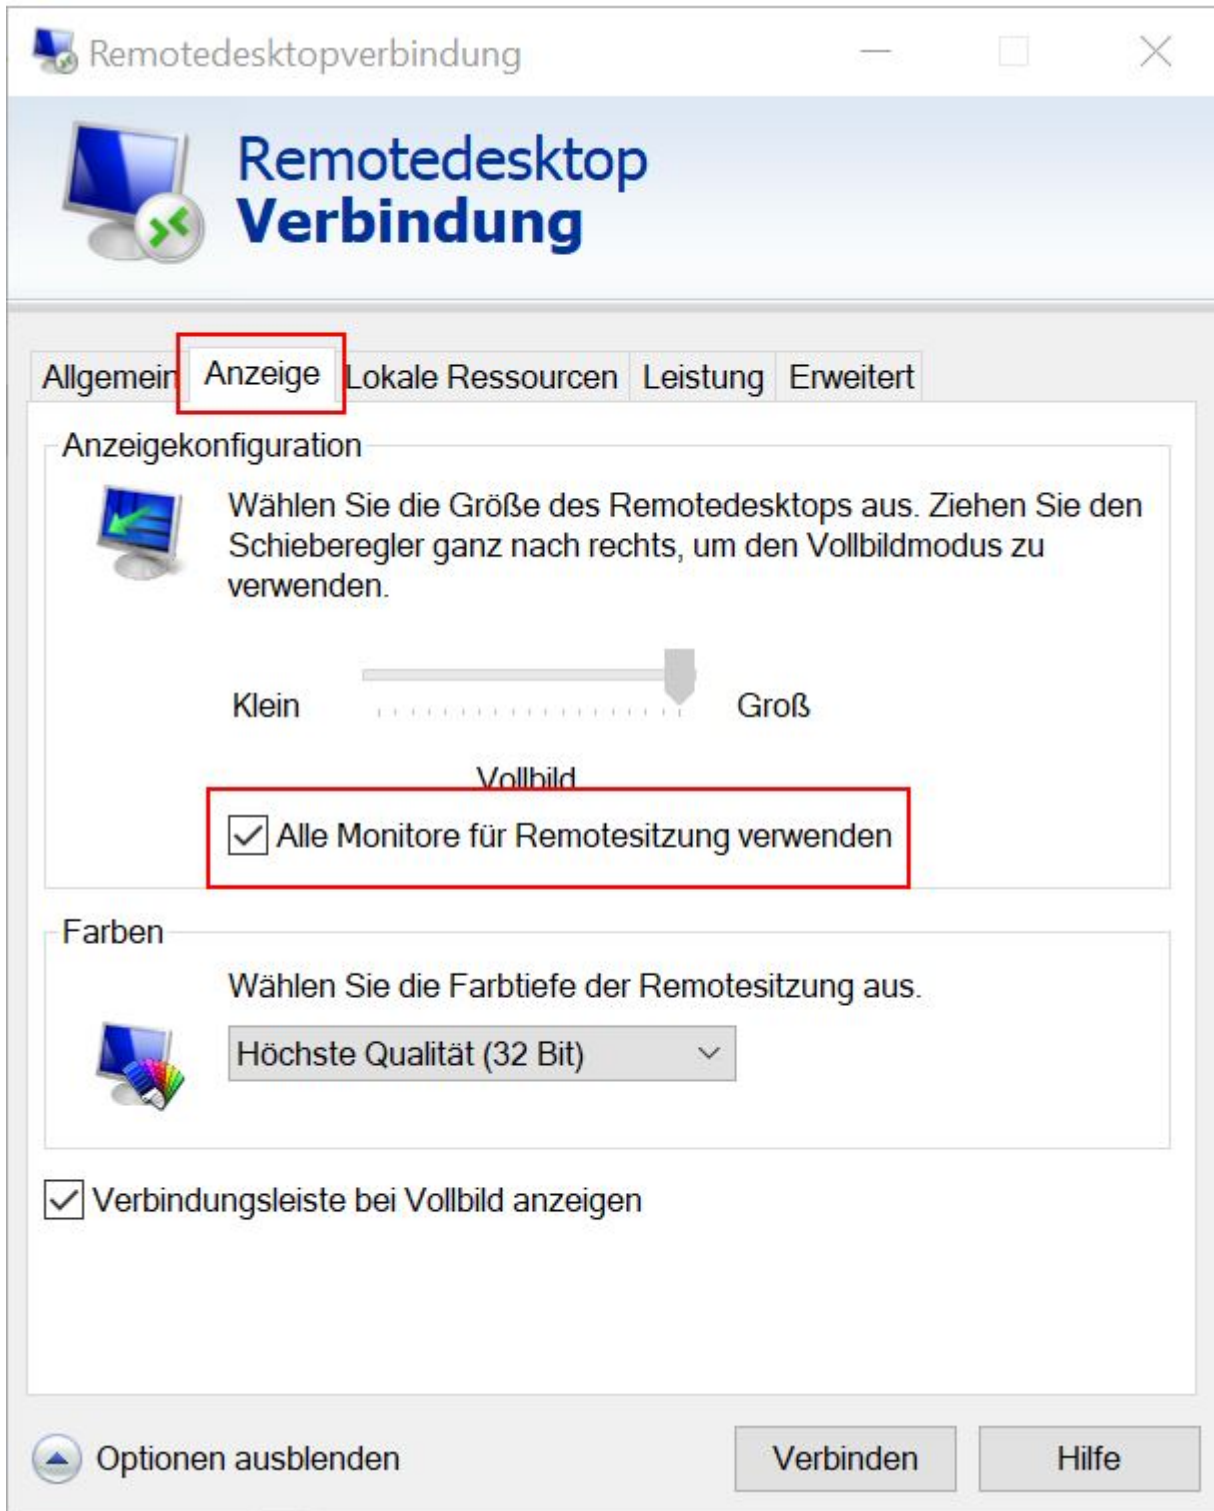 Remotedesktopverbindung
Remotedesktop
Verbindung
Allgemein Anzeige Lokale Ressourcen Leistung Erweitert
Anzeigekonfiguration
Wählen Sie die Größe des Remotedesktops aus. Ziehen Sie den
Schieberegler ganz nach rechts, um den Vollbildmodus zu
verwenden.
Klein Groß
Vollbild
Alle Monitore für Remotesitzung verwenden
Farben
Wählen Sie die Farbtiefe der Remotesitzung aus.
Höchste Qualität (32 Bit)
Verbindungsleiste bei Vollbild anzeigen
Optionen ausblenden Verbinden Hilfe